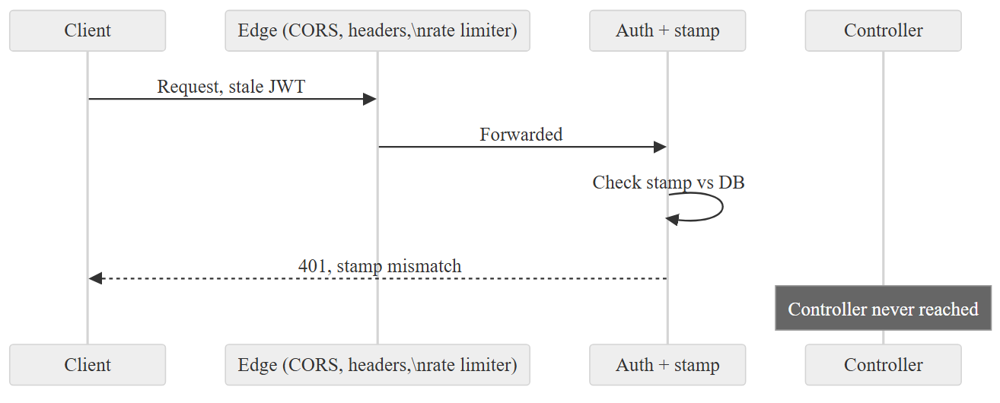 Client
Edge (CORS, headers,\nrate limiter)
Auth + stamp
Controller
Request, stale JWT
Forwarded
Check stamp vs DB
401, stamp mismatch
Controller never reached
Client
Edge (CORS, headers,\nrate limiter)
Auth + stamp
Controller